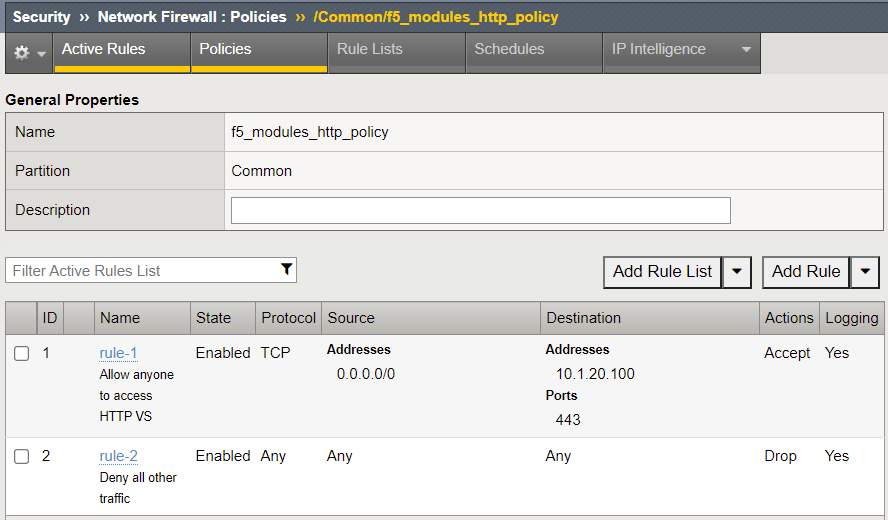 Security ›› Network Firewall : Policies ›› /Common/f5_modules_http_policy
Active Rules Policies Rule Lists Schedules IP Intelligence
General Properties
Name f5_modules_http_policy
Partition Common
Description
Filter Active Rules List Add Rule List Add Rule
ID Name State Protocol Source Destination Actions Logging
1 rule-1 Enabled TCP Addresses Addresses Accept Yes
Allow anyone 0.0.0.0/0 10.1.20.100
to access Ports
HTTP VS 443
2 rule-2 Enabled Any Any Any Drop Yes
Deny all other
traffic